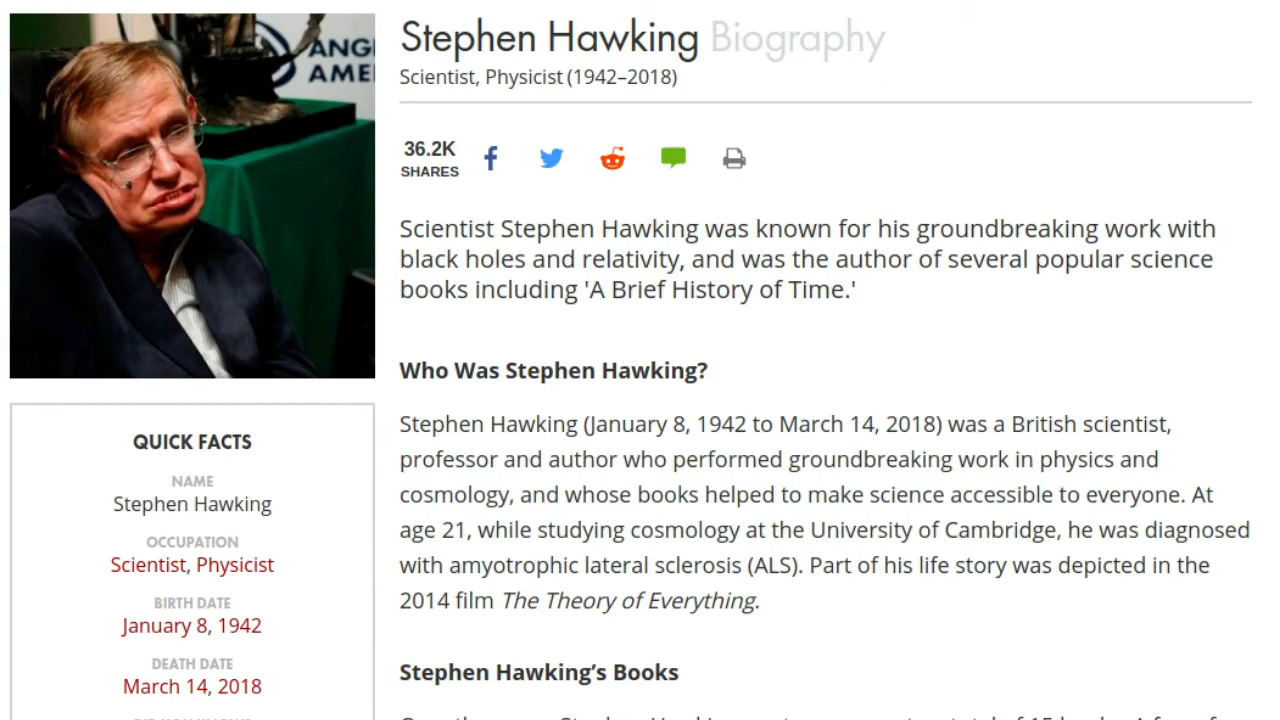 ANGL
AMER
Stephen Hawking Biography
Scientist, Physicist (1942–2018)
36.2K
SHARES
Scientist Stephen Hawking was known for his groundbreaking work with
black holes and relativity, and was the author of several popular science
books including 'A Brief History of Time.'
Who Was Stephen Hawking?
Stephen Hawking (January 8, 1942 to March 14, 2018) was a British scientist,
professor and author who performed groundbreaking work in physics and
cosmology, and whose books helped to make science accessible to everyone. At
age 21, while studying cosmology at the University of Cambridge, he was diagnosed
with amyotrophic lateral sclerosis (ALS). Part of his life story was depicted in the
2014 film The Theory of Everything.
Stephen Hawking’s Books
QUICK FACTS
NAME
Stephen Hawking
OCCUPATION
Scientist, Physicist
BIRTH DATE
January 8, 1942
DEATH DATE
March 14, 2018